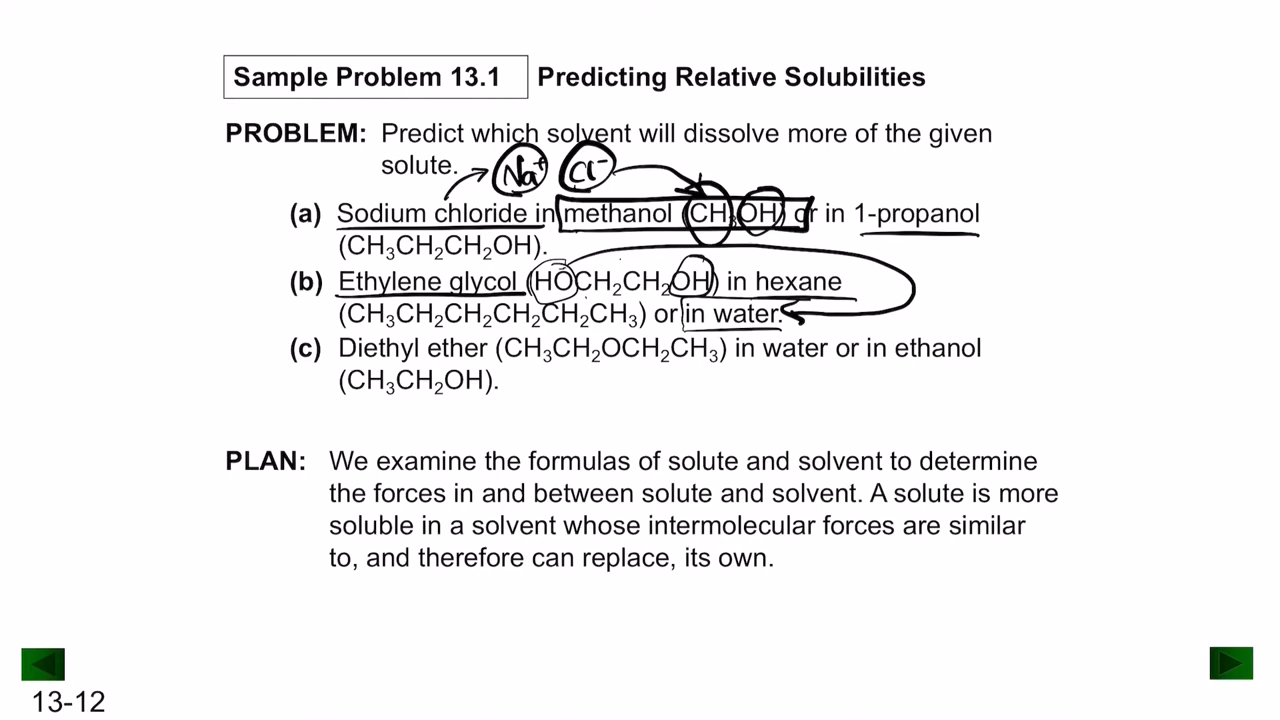 Sample Problem 13.1 Predicting Relative Solubilities
PROBLEM: Predict which solvent will dissolve more of the given
solute. Na⁺ Cl⁻
(a) Sodium chloride in methanol (CH₃OH) or in 1-propanol
(CH₃CH₂CH₂OH).
(b) Ethylene glycol (HOCH₂CH₂OH) in hexane
(CH₃CH₂CH₂CH₂CH₂CH₃) or in water.
(c) Diethyl ether (CH₃CH₂OCH₂CH₃) in water or in ethanol
(CH₃CH₂OH).
PLAN: We examine the formulas of solute and solvent to determine
the forces in and between solute and solvent. A solute is more
soluble in a solvent whose intermolecular forces are similar
to, and therefore can replace, its own.
13-12